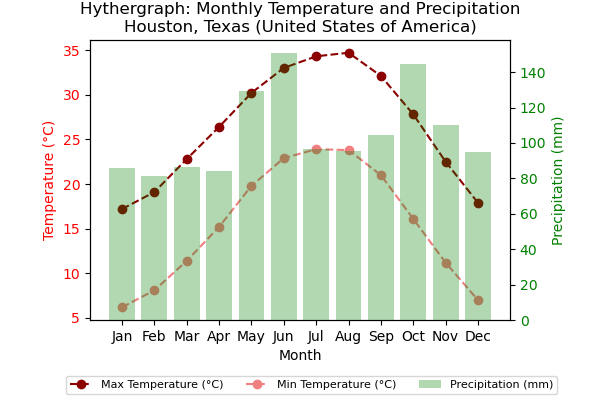 Hythergraph: Monthly Temperature and Precipitation
Houston, Texas (United States of America)
35
30
25
20
15
10
5
Temperature (°C)
140
120
100
80
60
40
20
0
Precipitation (mm)
Jan Feb Mar Apr May Jun Jul Aug Sep Oct Nov Dec
Month
Max Temperature (°C) Min Temperature (°C) Precipitation (mm)